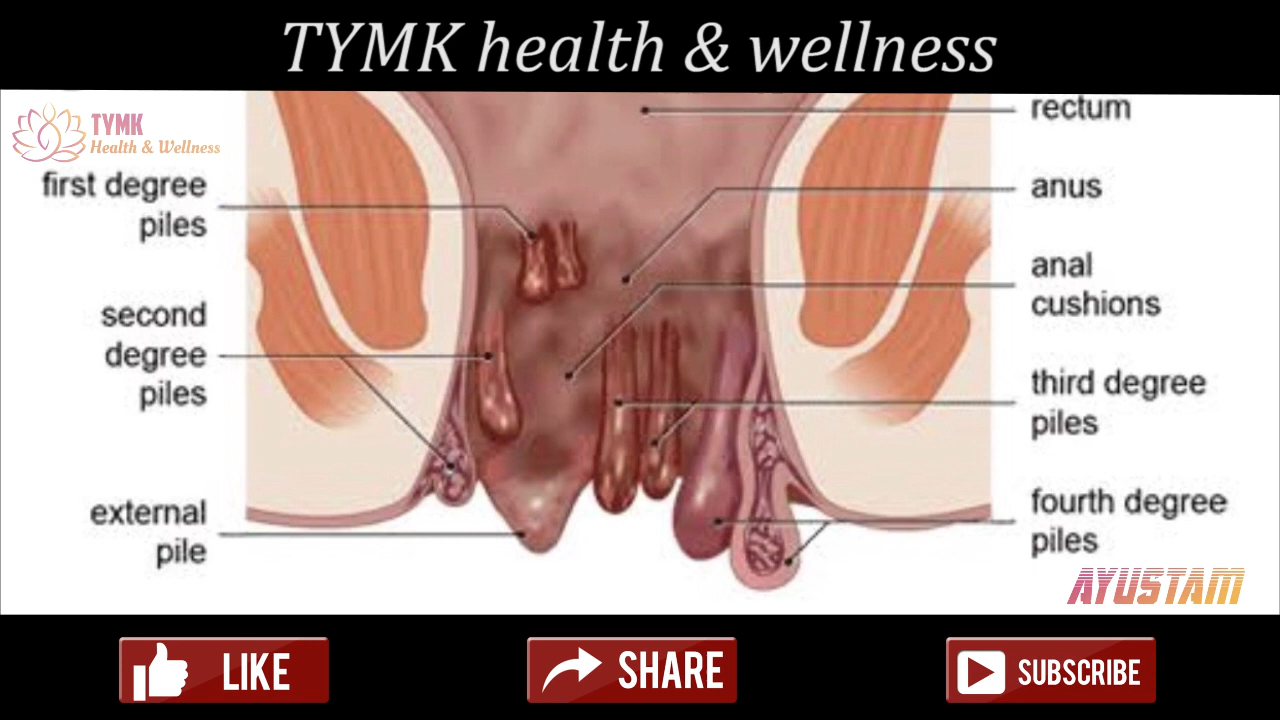 TYMK health & wellness
TYMK
Health & Wellness
first degree
piles
second
degree
piles
external
pile
rectum
anus
anal
cushions
third degree
piles
fourth degree
piles
AYUSTAM
LIKE
SHARE
SUBSCRIBE